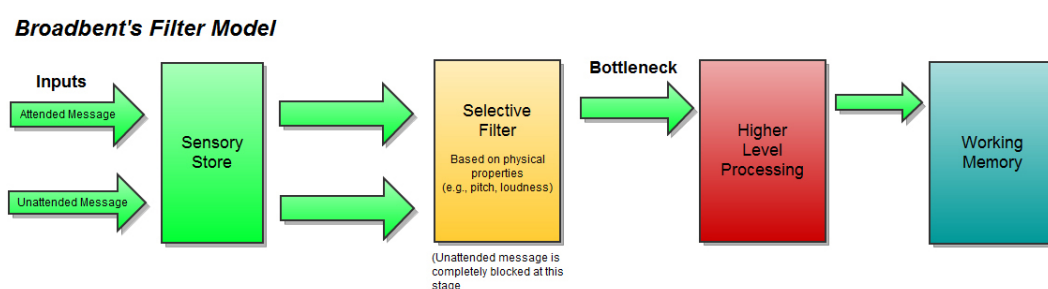 Broadbent's Filter Model
Inputs
Attended Message
Unattended Message
Sensory
Store
Selective
Filter
Based on physical
properties
(e.g., pitch, loudness)
(Unattended message is
completely blocked at this
stage
Bottleneck
Higher
Level
Processing
Working
Memory